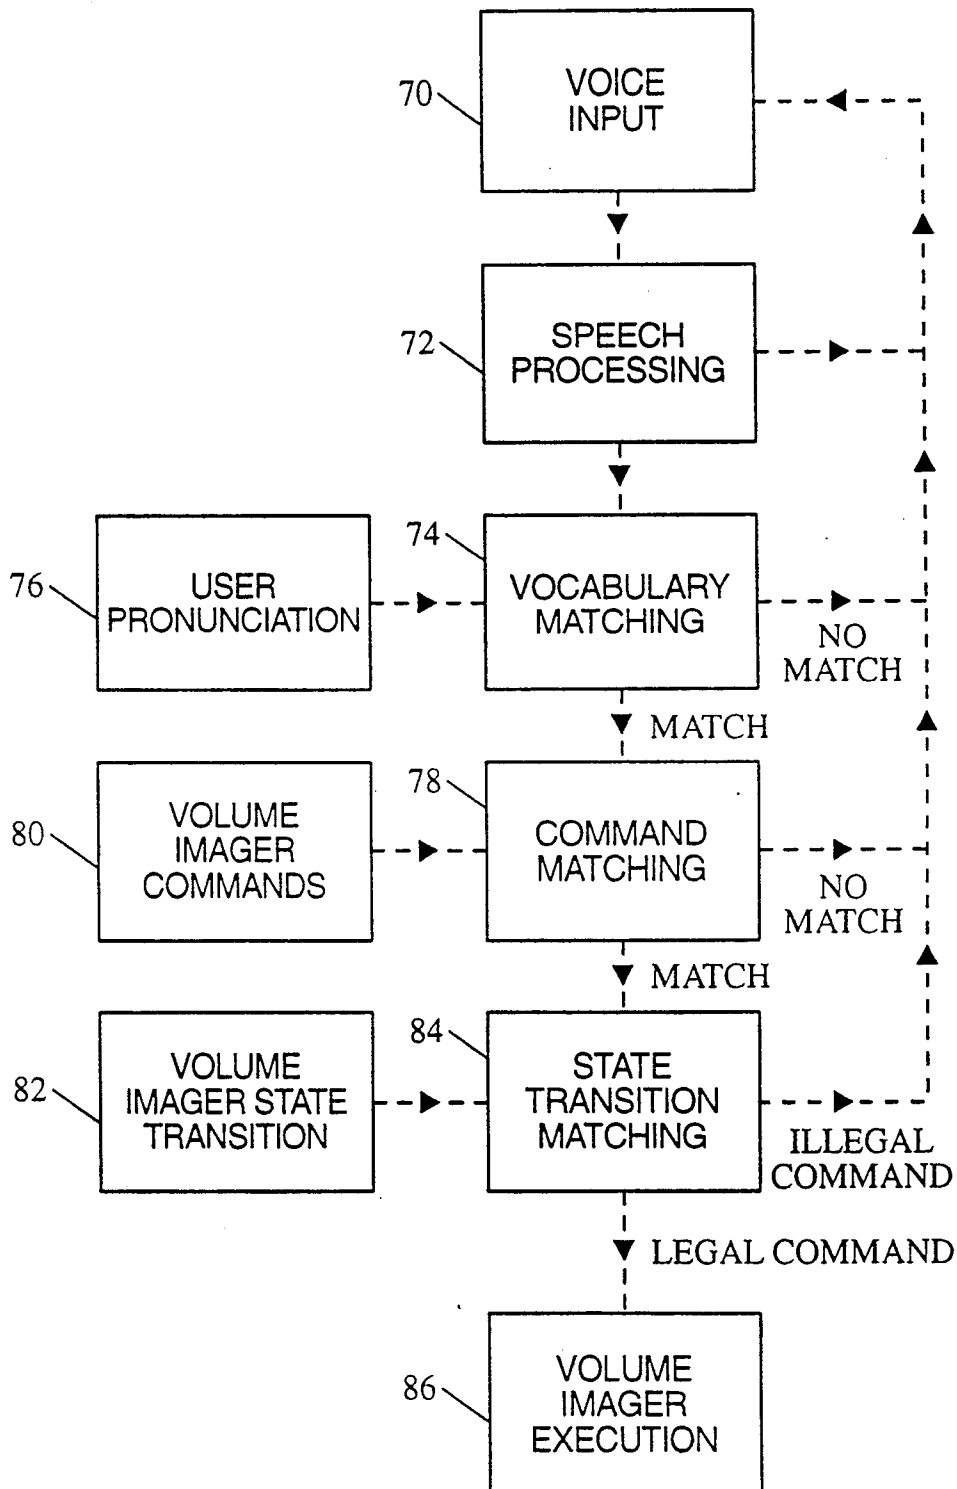 70
VOICE
INPUT
72
SPEECH
PROCESSING
76
USER
PRONUNCIATION
74
VOCABULARY
MATCHING
NO
MATCH
MATCH
80
VOLUME
IMAGER
COMMANDS
78
COMMAND
MATCHING
NO
MATCH
MATCH
82
VOLUME
IMAGER STATE
TRANSITION
84
STATE
TRANSITION
MATCHING
ILLEGAL
COMMAND
LEGAL COMMAND
86
VOLUME
IMAGER
EXECUTION